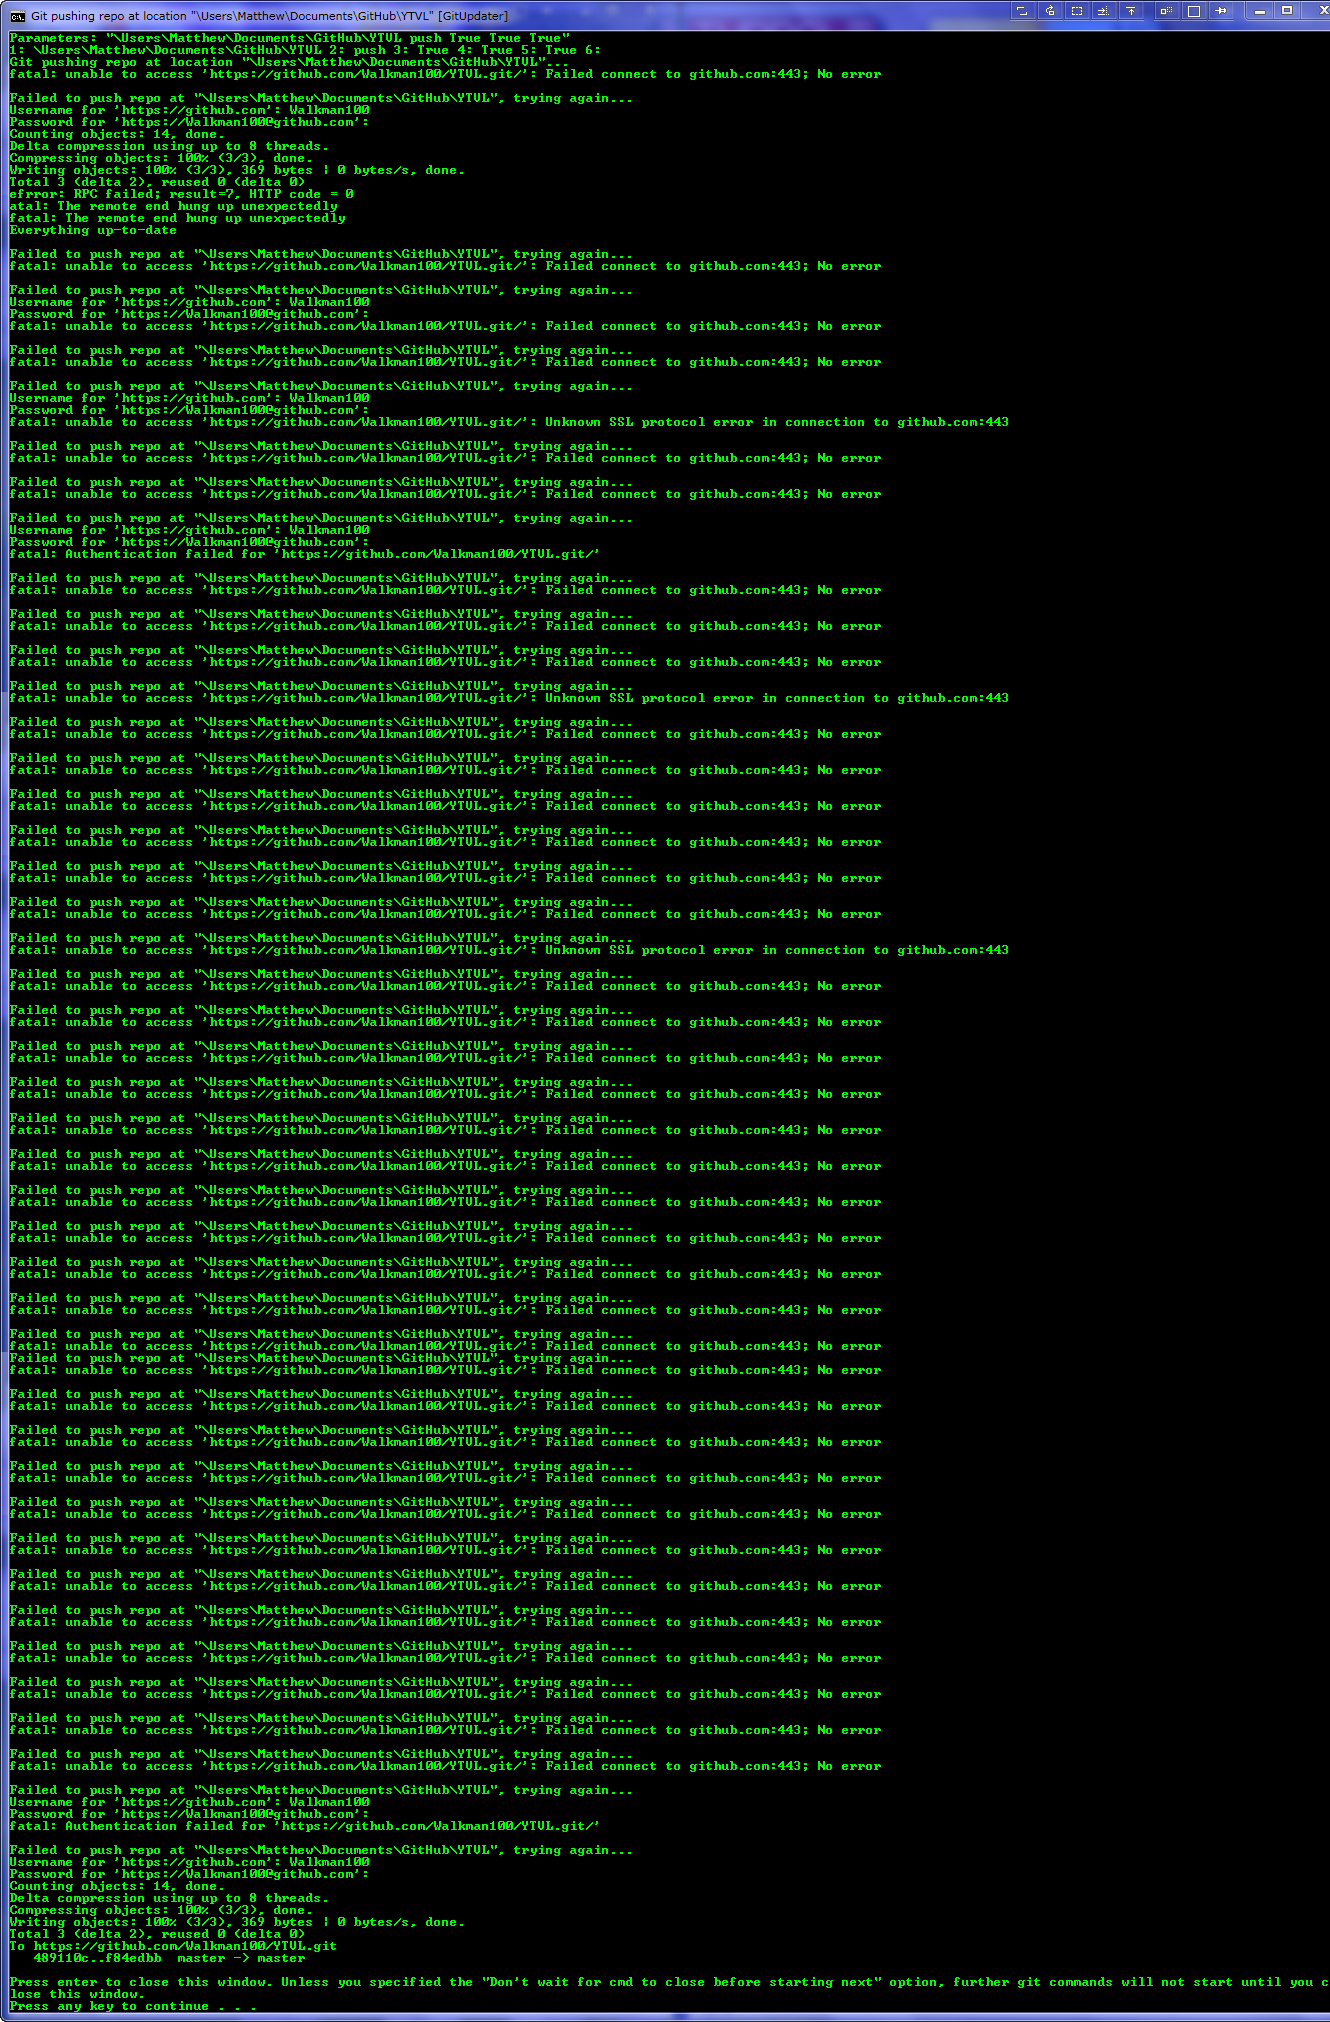 Git pushing repo at location "\Users\Matthew\Documents\GitHub\YTVL" [GitUpdater]
Parameters: "\Users\Matthew\Documents\GitHub\YTVL push True True True"
1: \Users\Matthew\Documents\GitHub\YTVL 2: push 3: True 4: True 5: True 6:
Git pushing repo at location "\Users\Matthew\Documents\GitHub\YTVL"...
fatal: unable to access 'https://github.com/Walkman100/YTVL.git/': Failed connect to github.com:443; No error
Failed to push repo at "\Users\Matthew\Documents\GitHub\YTVL", trying again...
Username for 'https://github.com': Walkman100
Password for 'https://Walkman100@github.com':
Counting objects: 14, done.
Delta compression using up to 8 threads.
Compressing objects: 100% (3/3), done.
Writing objects: 100% (3/3), 369 bytes | 0 bytes/s, done.
Total 3 (delta 2), reused 0 (delta 0)
efrror: RPC failed; result=7, HTTP code = 0
atal: The remote end hung up unexpectedly
fatal: The remote end hung up unexpectedly
Everything up-to-date
Failed to push repo at "\Users\Matthew\Documents\GitHub\YTVL", trying again...
fatal: unable to access 'https://github.com/Walkman100/YTVL.git/': Failed connect to github.com:443; No error
Failed to push repo at "\Users\Matthew\Documents\GitHub\YTVL", trying again...
Username for 'https://github.com': Walkman100
Password for 'https://Walkman100@github.com':
fatal: unable to access 'https://github.com/Walkman100/YTVL.git/': Failed connect to github.com:443; No error
Failed to push repo at "\Users\Matthew\Documents\GitHub\YTVL", trying again...
fatal: unable to access 'https://github.com/Walkman100/YTVL.git/': Failed connect to github.com:443; No error
Failed to push repo at "\Users\Matthew\Documents\GitHub\YTVL", trying again...
Username for 'https://github.com': Walkman100
Password for 'https://Walkman100@github.com':
fatal: unable to access 'https://github.com/Walkman100/YTVL.git/': Unknown SSL protocol error in connection to github.com:443
Failed to push repo at "\Users\Matthew\Documents\GitHub\YTVL", trying again...
fatal: unable to access 'https://github.com/Walkman100/YTVL.git/': Failed connect to github.com:443; No error
Failed to push repo at "\Users\Matthew\Documents\GitHub\YTVL", trying again...
fatal: unable to access 'https://github.com/Walkman100/YTVL.git/': Failed connect to github.com:443; No error
Failed to push repo at "\Users\Matthew\Documents\GitHub\YTVL", trying again...
Username for 'https://github.com': Walkman100
Password for 'https://Walkman100@github.com':
fatal: Authentication failed for 'https://github.com/Walkman100/YTVL.git/'
Failed to push repo at "\Users\Matthew\Documents\GitHub\YTVL", trying again...
fatal: unable to access 'https://github.com/Walkman100/YTVL.git/': Failed connect to github.com:443; No error
Failed to push repo at "\Users\Matthew\Documents\GitHub\YTVL", trying again...
fatal: unable to access 'https://github.com/Walkman100/YTVL.git/': Failed connect to github.com:443; No error
Failed to push repo at "\Users\Matthew\Documents\GitHub\YTVL", trying again...
fatal: unable to access 'https://github.com/Walkman100/YTVL.git/': Failed connect to github.com:443; No error
Failed to push repo at "\Users\Matthew\Documents\GitHub\YTVL", trying again...
fatal: unable to access 'https://github.com/Walkman100/YTVL.git/': Unknown SSL protocol error in connection to github.com:443
Failed to push repo at "\Users\Matthew\Documents\GitHub\YTVL", trying again...
fatal: unable to access 'https://github.com/Walkman100/YTVL.git/': Failed connect to github.com:443; No error
Failed to push repo at "\Users\Matthew\Documents\GitHub\YTVL", trying again...
fatal: unable to access 'https://github.com/Walkman100/YTVL.git/': Failed connect to github.com:443; No error
Failed to push repo at "\Users\Matthew\Documents\GitHub\YTVL", trying again...
fatal: unable to access 'https://github.com/Walkman100/YTVL.git/': Failed connect to github.com:443; No error
Failed to push repo at "\Users\Matthew\Documents\GitHub\YTVL", trying again...
fatal: unable to access 'https://github.com/Walkman100/YTVL.git/': Failed connect to github.com:443; No error
Failed to push repo at "\Users\Matthew\Documents\GitHub\YTVL", trying again...
fatal: unable to access 'https://github.com/Walkman100/YTVL.git/': Failed connect to github.com:443; No error
Failed to push repo at "\Users\Matthew\Documents\GitHub\YTVL", trying again...
fatal: unable to access 'https://github.com/Walkman100/YTVL.git/': Failed connect to github.com:443; No error
Failed to push repo at "\Users\Matthew\Documents\GitHub\YTVL", trying again...
fatal: unable to access 'https://github.com/Walkman100/YTVL.git/': Unknown SSL protocol error in connection to github.com:443
Failed to push repo at "\Users\Matthew\Documents\GitHub\YTVL", trying again...
fatal: unable to access 'https://github.com/Walkman100/YTVL.git/': Failed connect to github.com:443; No error
Failed to push repo at "\Users\Matthew\Documents\GitHub\YTVL", trying again...
fatal: unable to access 'https://github.com/Walkman100/YTVL.git/': Failed connect to github.com:443; No error
Failed to push repo at "\Users\Matthew\Documents\GitHub\YTVL", trying again...
fatal: unable to access 'https://github.com/Walkman100/YTVL.git/': Failed connect to github.com:443; No error
Failed to push repo at "\Users\Matthew\Documents\GitHub\YTVL", trying again...
fatal: unable to access 'https://github.com/Walkman100/YTVL.git/': Failed connect to github.com:443; No error
Failed to push repo at "\Users\Matthew\Documents\GitHub\YTVL", trying again...
fatal: unable to access 'https://github.com/Walkman100/YTVL.git/': Failed connect to github.com:443; No error
Failed to push repo at "\Users\Matthew\Documents\GitHub\YTVL", trying again...
fatal: unable to access 'https://github.com/Walkman100/YTVL.git/': Failed connect to github.com:443; No error
Failed to push repo at "\Users\Matthew\Documents\GitHub\YTVL", trying again...
fatal: unable to access 'https://github.com/Walkman100/YTVL.git/': Failed connect to github.com:443; No error
Failed to push repo at "\Users\Matthew\Documents\GitHub\YTVL", trying again...
fatal: unable to access 'https://github.com/Walkman100/YTVL.git/': Failed connect to github.com:443; No error
Failed to push repo at "\Users\Matthew\Documents\GitHub\YTVL", trying again...
fatal: unable to access 'https://github.com/Walkman100/YTVL.git/': Failed connect to github.com:443; No error
Failed to push repo at "\Users\Matthew\Documents\GitHub\YTVL", trying again...
fatal: unable to access 'https://github.com/Walkman100/YTVL.git/': Failed connect to github.com:443; No error
Failed to push repo at "\Users\Matthew\Documents\GitHub\YTVL", trying again...
fatal: unable to access 'https://github.com/Walkman100/YTVL.git/': Failed connect to github.com:443; No error
Failed to push repo at "\Users\Matthew\Documents\GitHub\YTVL", trying again...
fatal: unable to access 'https://github.com/Walkman100/YTVL.git/': Failed connect to github.com:443; No error
Failed to push repo at "\Users\Matthew\Documents\GitHub\YTVL", trying again...
fatal: unable to access 'https://github.com/Walkman100/YTVL.git/': Failed connect to github.com:443; No error
Failed to push repo at "\Users\Matthew\Documents\GitHub\YTVL", trying again...
fatal: unable to access 'https://github.com/Walkman100/YTVL.git/': Failed connect to github.com:443; No error
Failed to push repo at "\Users\Matthew\Documents\GitHub\YTVL", trying again...
fatal: unable to access 'https://github.com/Walkman100/YTVL.git/': Failed connect to github.com:443; No error
Failed to push repo at "\Users\Matthew\Documents\GitHub\YTVL", trying again...
fatal: unable to access 'https://github.com/Walkman100/YTVL.git/': Failed connect to github.com:443; No error
Failed to push repo at "\Users\Matthew\Documents\GitHub\YTVL", trying again...
fatal: unable to access 'https://github.com/Walkman100/YTVL.git/': Failed connect to github.com:443; No error
Failed to push repo at "\Users\Matthew\Documents\GitHub\YTVL", trying again...
fatal: unable to access 'https://github.com/Walkman100/YTVL.git/': Failed connect to github.com:443; No error
Failed to push repo at "\Users\Matthew\Documents\GitHub\YTVL", trying again...
fatal: unable to access 'https://github.com/Walkman100/YTVL.git/': Failed connect to github.com:443; No error
Failed to push repo at "\Users\Matthew\Documents\GitHub\YTVL", trying again...
fatal: unable to access 'https://github.com/Walkman100/YTVL.git/': Failed connect to github.com:443; No error
Failed to push repo at "\Users\Matthew\Documents\GitHub\YTVL", trying again...
fatal: unable to access 'https://github.com/Walkman100/YTVL.git/': Failed connect to github.com:443; No error
Failed to push repo at "\Users\Matthew\Documents\GitHub\YTVL", trying again...
fatal: unable to access 'https://github.com/Walkman100/YTVL.git/': Failed connect to github.com:443; No error
Failed to push repo at "\Users\Matthew\Documents\GitHub\YTVL", trying again...
fatal: unable to access 'https://github.com/Walkman100/YTVL.git/': Failed connect to github.com:443; No error
Failed to push repo at "\Users\Matthew\Documents\GitHub\YTVL", trying again...
Username for 'https://github.com': Walkman100
Password for 'https://Walkman100@github.com':
fatal: Authentication failed for 'https://github.com/Walkman100/YTVL.git/'
Failed to push repo at "\Users\Matthew\Documents\GitHub\YTVL", trying again...
Username for 'https://github.com': Walkman100
Password for 'https://Walkman100@github.com':
Counting objects: 14, done.
Delta compression using up to 8 threads.
Compressing objects: 100% (3/3), done.
Writing objects: 100% (3/3), 369 bytes | 0 bytes/s, done.
Total 3 (delta 2), reused 0 (delta 0)
To https://github.com/Walkman100/YTVL.git
489110c..f84edbb  master -> master
Press enter to close this window. Unless you specified the "Don't wait for cmd to close before starting next" option, further git commands will not start until you c
lose this window.
Press any key to continue . . .